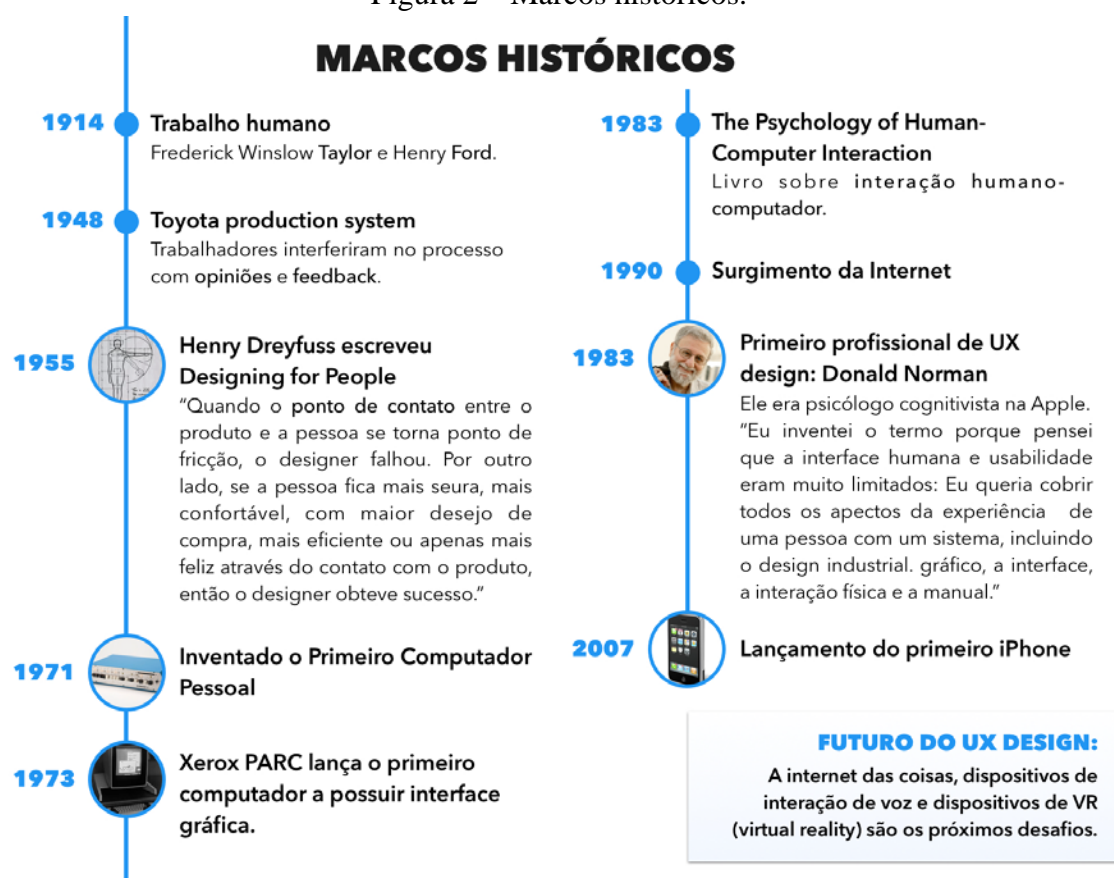 Figura 2 – Marcos históricos.
MARCOS HISTÓRICOS
1914
Trabalho humano
Frederick Winslow Taylor e Henry Ford.
1948
Toyota production system
Trabalhadores interferiram no processo
com opiniões e feedback.
1955
Henry Dreyfuss escreveu
Designing for People
“Quando o ponto de contato entre o
produto e a pessoa se torna ponto de
fricção, o designer falhou. Por outro
lado, se a pessoa fica mais seura, mais
confortável, com maior desejo de
compra, mais eficiente ou apenas mais
feliz através do contato com o produto,
então o designer obteve sucesso.”
1971
Inventado o Primeiro Computador
Pessoal
1973
Xerox PARC lança o primeiro
computador a possuir interface
gráfica.
1983
The Psychology of Human-
Computer Interaction
Livro sobre interação humano-
computador.
1990
Surgimento da Internet
1983
Primeiro profissional de UX
design: Donald Norman
Ele era psicólogo cognitivista na Apple.
“Eu inventei o termo porque pensei
que a interface humana e usabilidade
eram muito limitados: Eu queria cobrir
todos os apectos da experiência de
uma pessoa com um sistema, incluindo
o design industrial. gráfico, a interface,
a interação física e a manual.”
2007
Lançamento do primeiro iPhone
FUTURO DO UX DESIGN:
A internet das coisas, dispositivos de
interação de voz e dispositivos de VR
(virtual reality) são os próximos desafios.